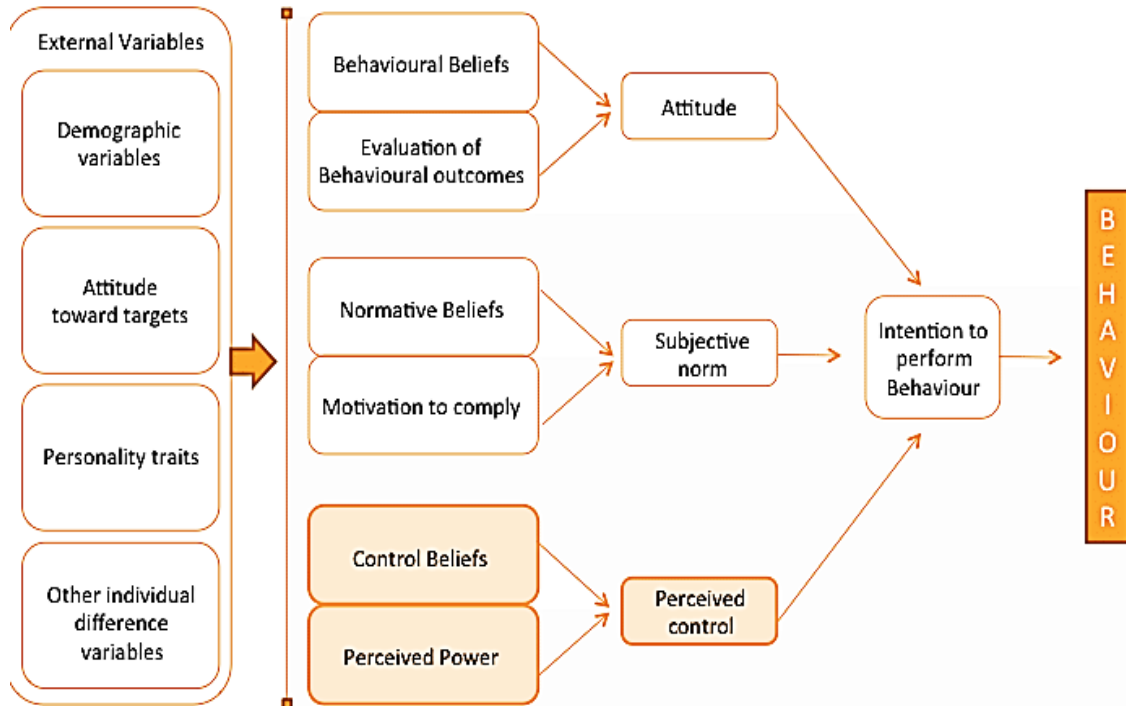 External Variables
Demographic
variables
Attitude
toward targets
Personality traits
Other individual
difference
variables
Behavioural Beliefs
Evaluation of
Behavioural outcomes
Normative Beliefs
Motivation to comply
Control Beliefs
Perceived Power
Attitude
Subjective
norm
Perceived
control
Intention to
perform
Behaviour
BEHAVIOUR